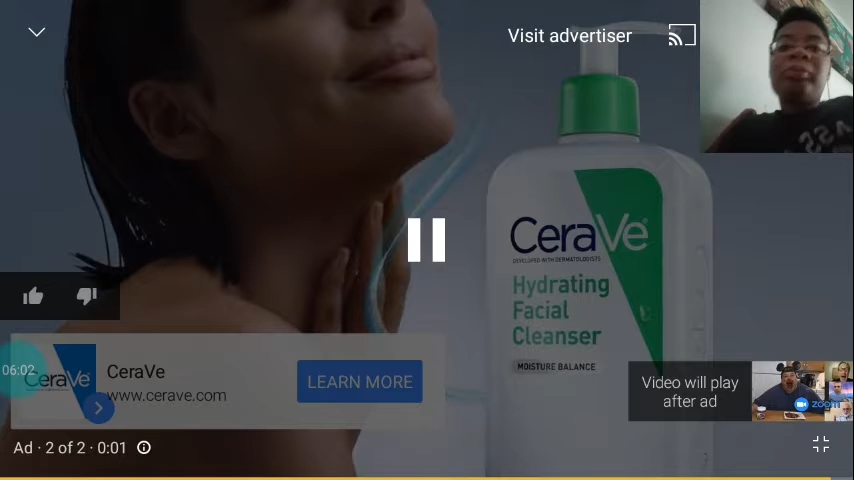 Visit advertiser
CeraVe
DEVELOPED WITH DERMATOLOGISTS
Hydrating
Facial
Cleanser
MOISTURE BALANCE
06:02
CeraVe
CeraVe
www.cerave.com
LEARN MORE
Video will play
after ad
zoom
Ad · 2 of 2 · 0:01